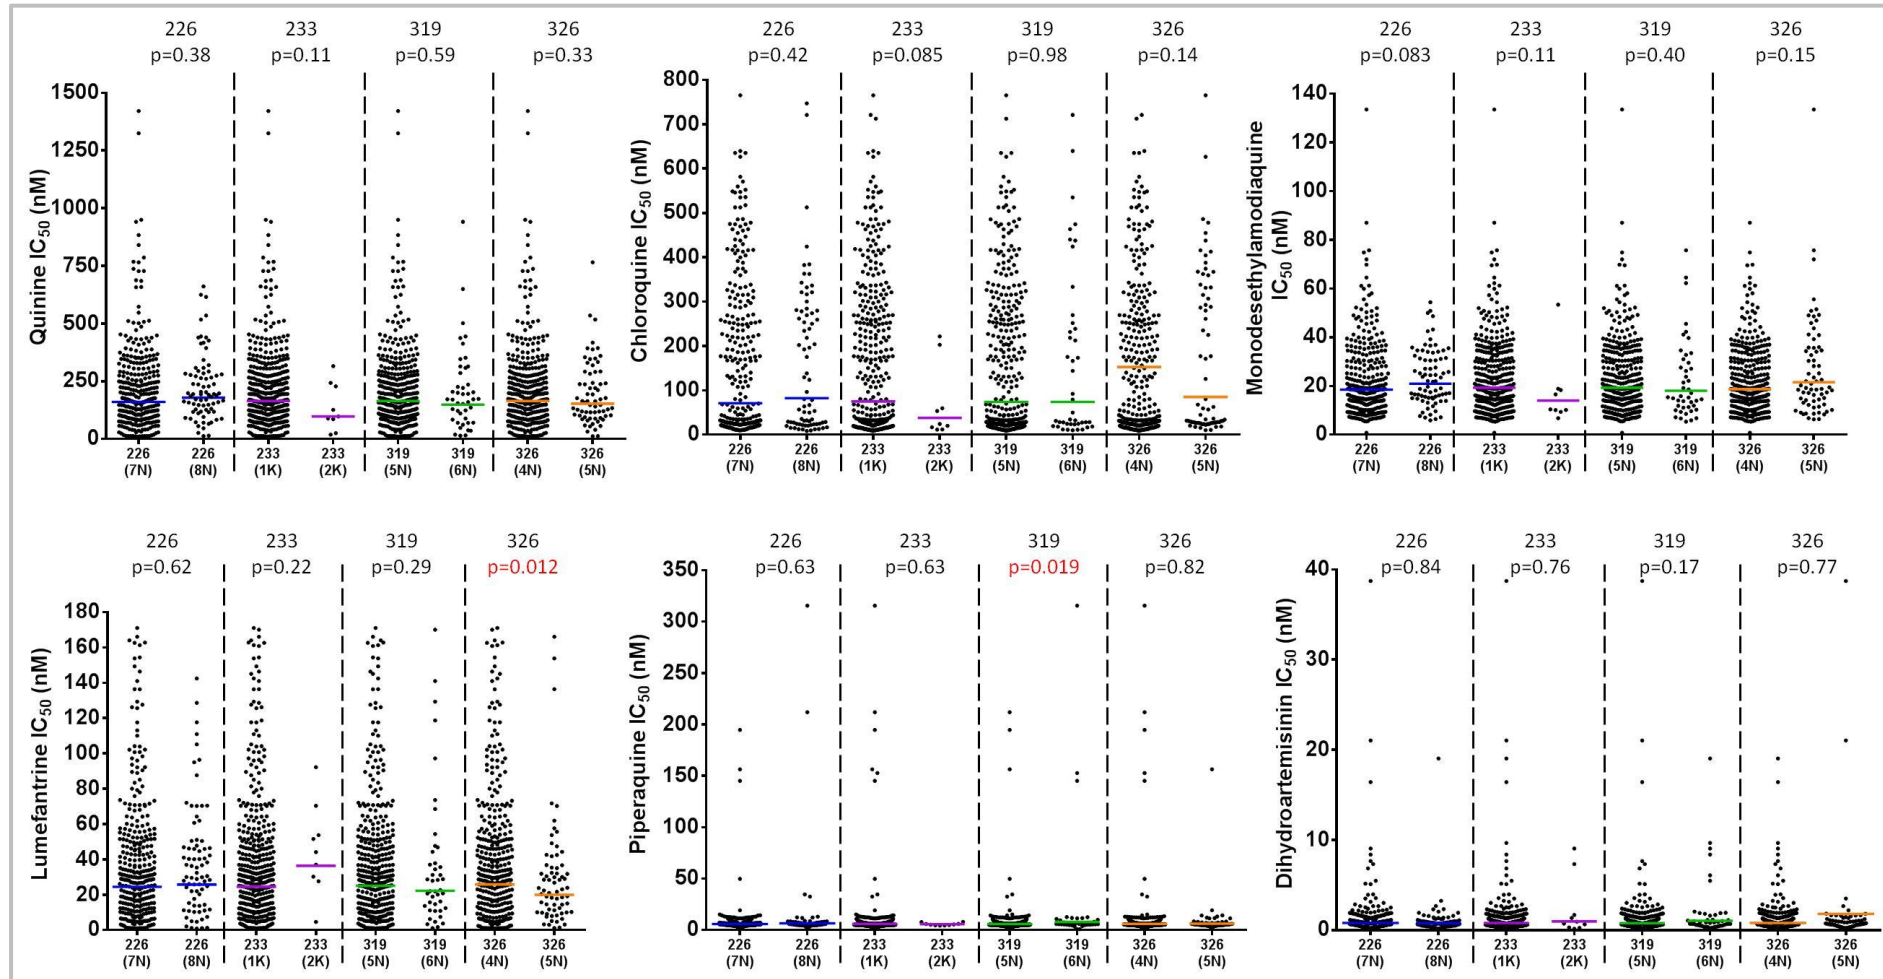 226 233 319 326
p=0.38 p=0.11 p=0.59 p=0.33
Quinine IC50 (nM)
1500
1250
1000
750
500
250
0
226 226 233 233 319 319 326 326
(7N) (8N) (1K) (2K) (5N) (6N) (4N) (5N)
226 233 319 326
p=0.42 p=0.085 p=0.98 p=0.14
Chloroquine IC50 (nM)
800
700
600
500
400
300
200
100
0
226 226 233 233 319 319 326 326
(7N) (8N) (1K) (2K) (5N) (6N) (4N) (5N)
226 233 319 326
p=0.083 p=0.11 p=0.40 p=0.15
Monodesethylamodiaquine
IC50 (nM)
140
120
100
80
60
40
20
0
226 226 233 233 319 319 326 326
(7N) (8N) (1K) (2K) (5N) (6N) (4N) (5N)
226 233 319 326
p=0.62 p=0.22 p=0.29 p=0.012
Lumefantrine IC50 (nM)
180
160
140
120
100
80
60
40
20
0
226 226 233 233 319 319 326 326
(7N) (8N) (1K) (2K) (5N) (6N) (4N) (5N)
226 233 319 326
p=0.63 p=0.63 p=0.019 p=0.82
Piperaquine IC50 (nM)
350
300
250
200
150
100
50
0
226 226 233 233 319 319 326 326
(7N) (8N) (1K) (2K) (5N) (6N) (4N) (5N)
226 233 319 326
p=0.84 p=0.76 p=0.17 p=0.77
Dihydroartemisinin IC50 (nM)
40
30
20
10
0
226 226 233 233 319 319 326 326
(7N) (8N) (1K) (2K) (5N) (6N) (4N) (5N)